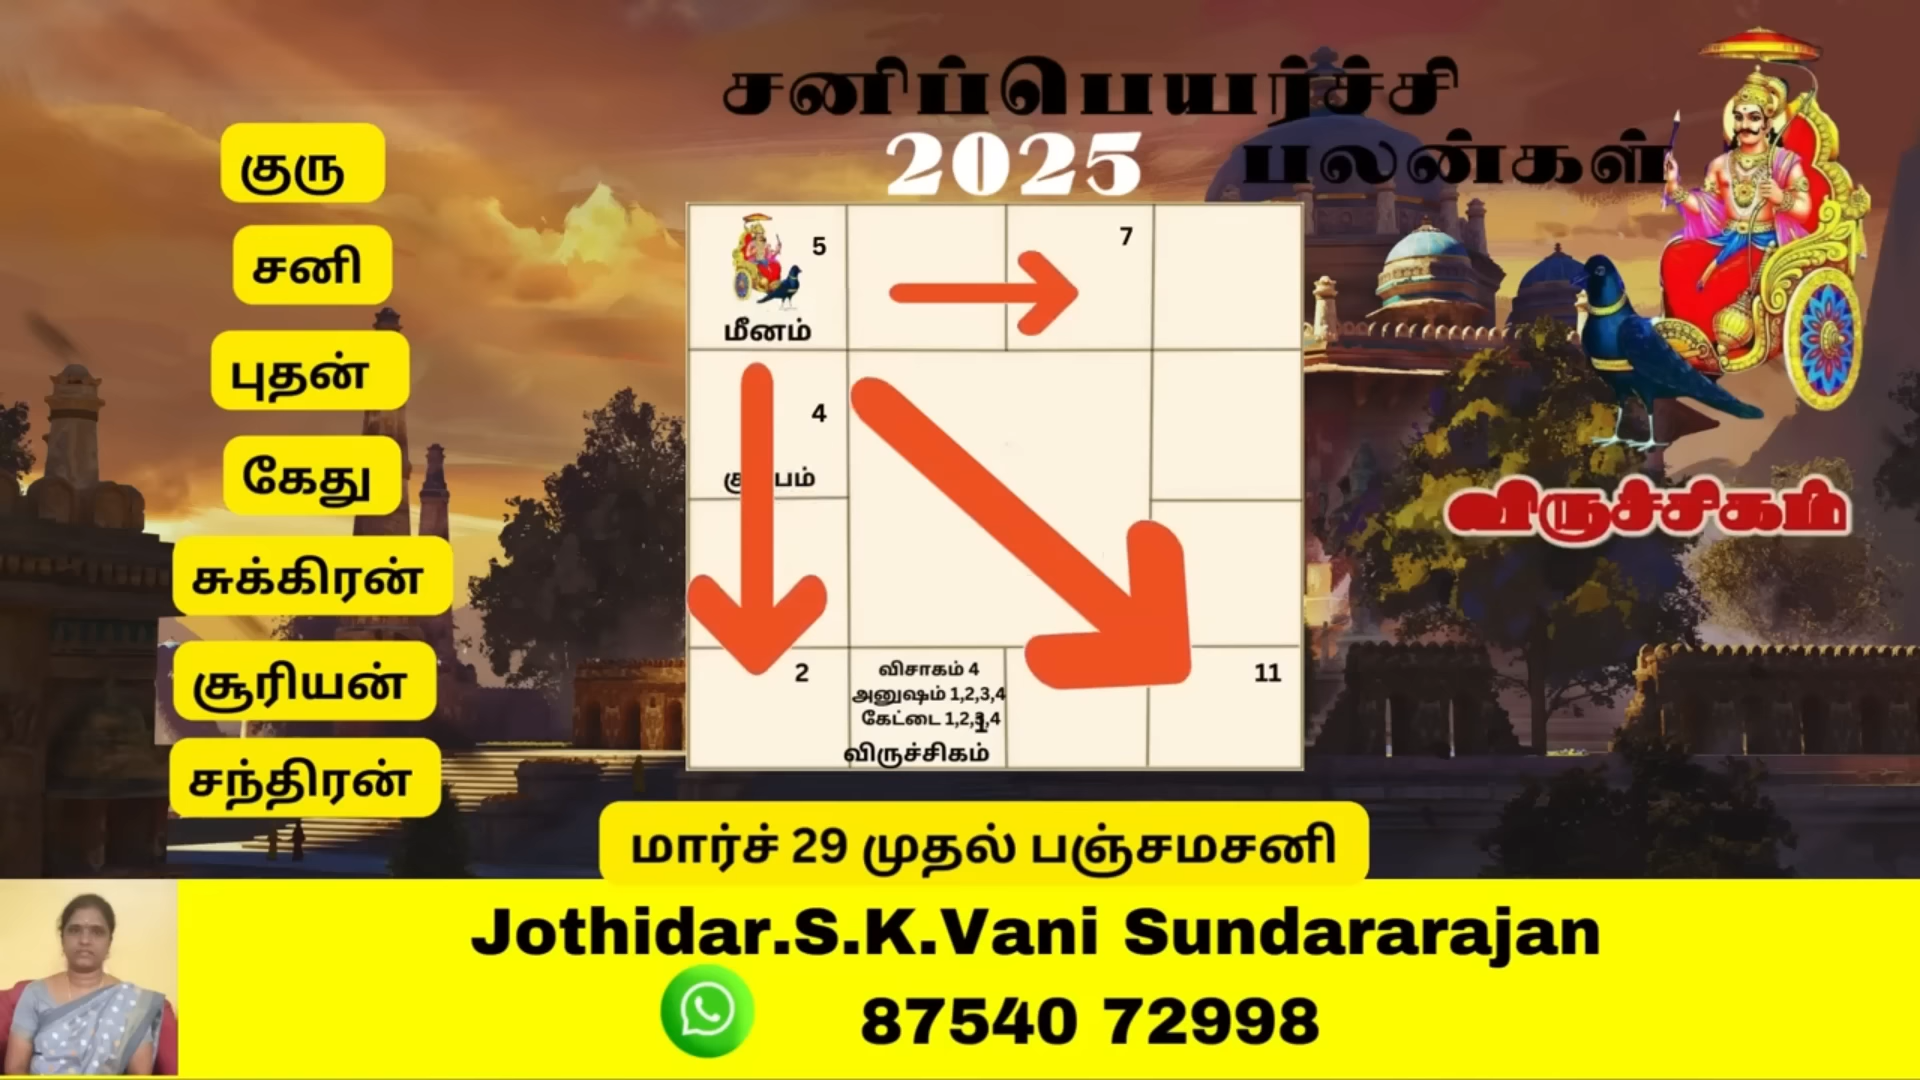 சனிப்பெயர்ச்சி
2025 பலன்கள்
குரு
சனி
புதன்
கேது
சுக்கிரன்
சூரியன்
சந்திரன்
5
மீனம்
7
4
2
விசாகம் 4
அனுஷம் 1,2,3,4
கேட்டை 1,2,3,4
1
விருச்சிகம்
11
விருச்சிகம்
மார்ச் 29 முதல் பஞ்சமசனி
Jothidar.S.K.Vani Sundararajan
87540 72998